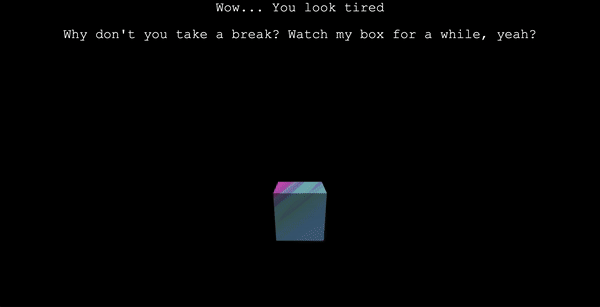 Wow... You look tired
Why don't you take a break? Watch my box for a while, yeah?